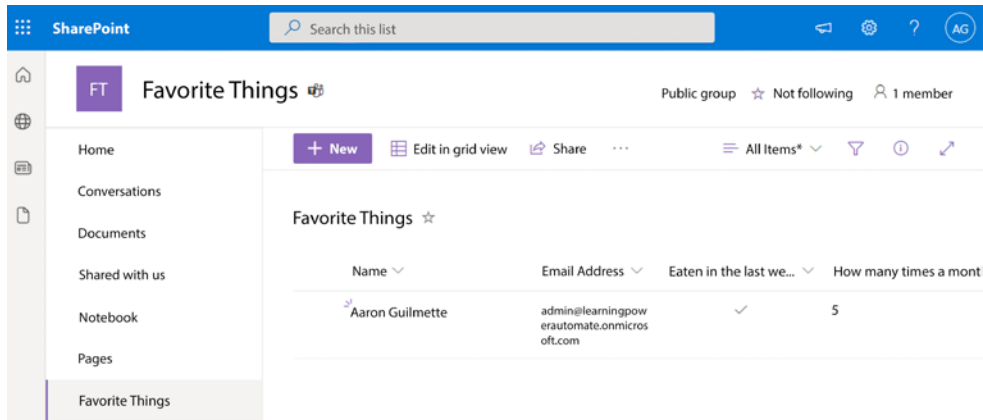 SharePoint
Search this list
AG
FT
Favorite Things
Public group
Not following
1 member
Home
Conversations
Documents
Shared with us
Notebook
Pages
Favorite Things
+ New
Edit in grid view
Share
...
All Items*
Favorite Things
Name
Email Address
Eaten in the last we...
How many times a mont
Aaron Guilmette
admin@learningpow
erautomate.onmicros
oft.com
5